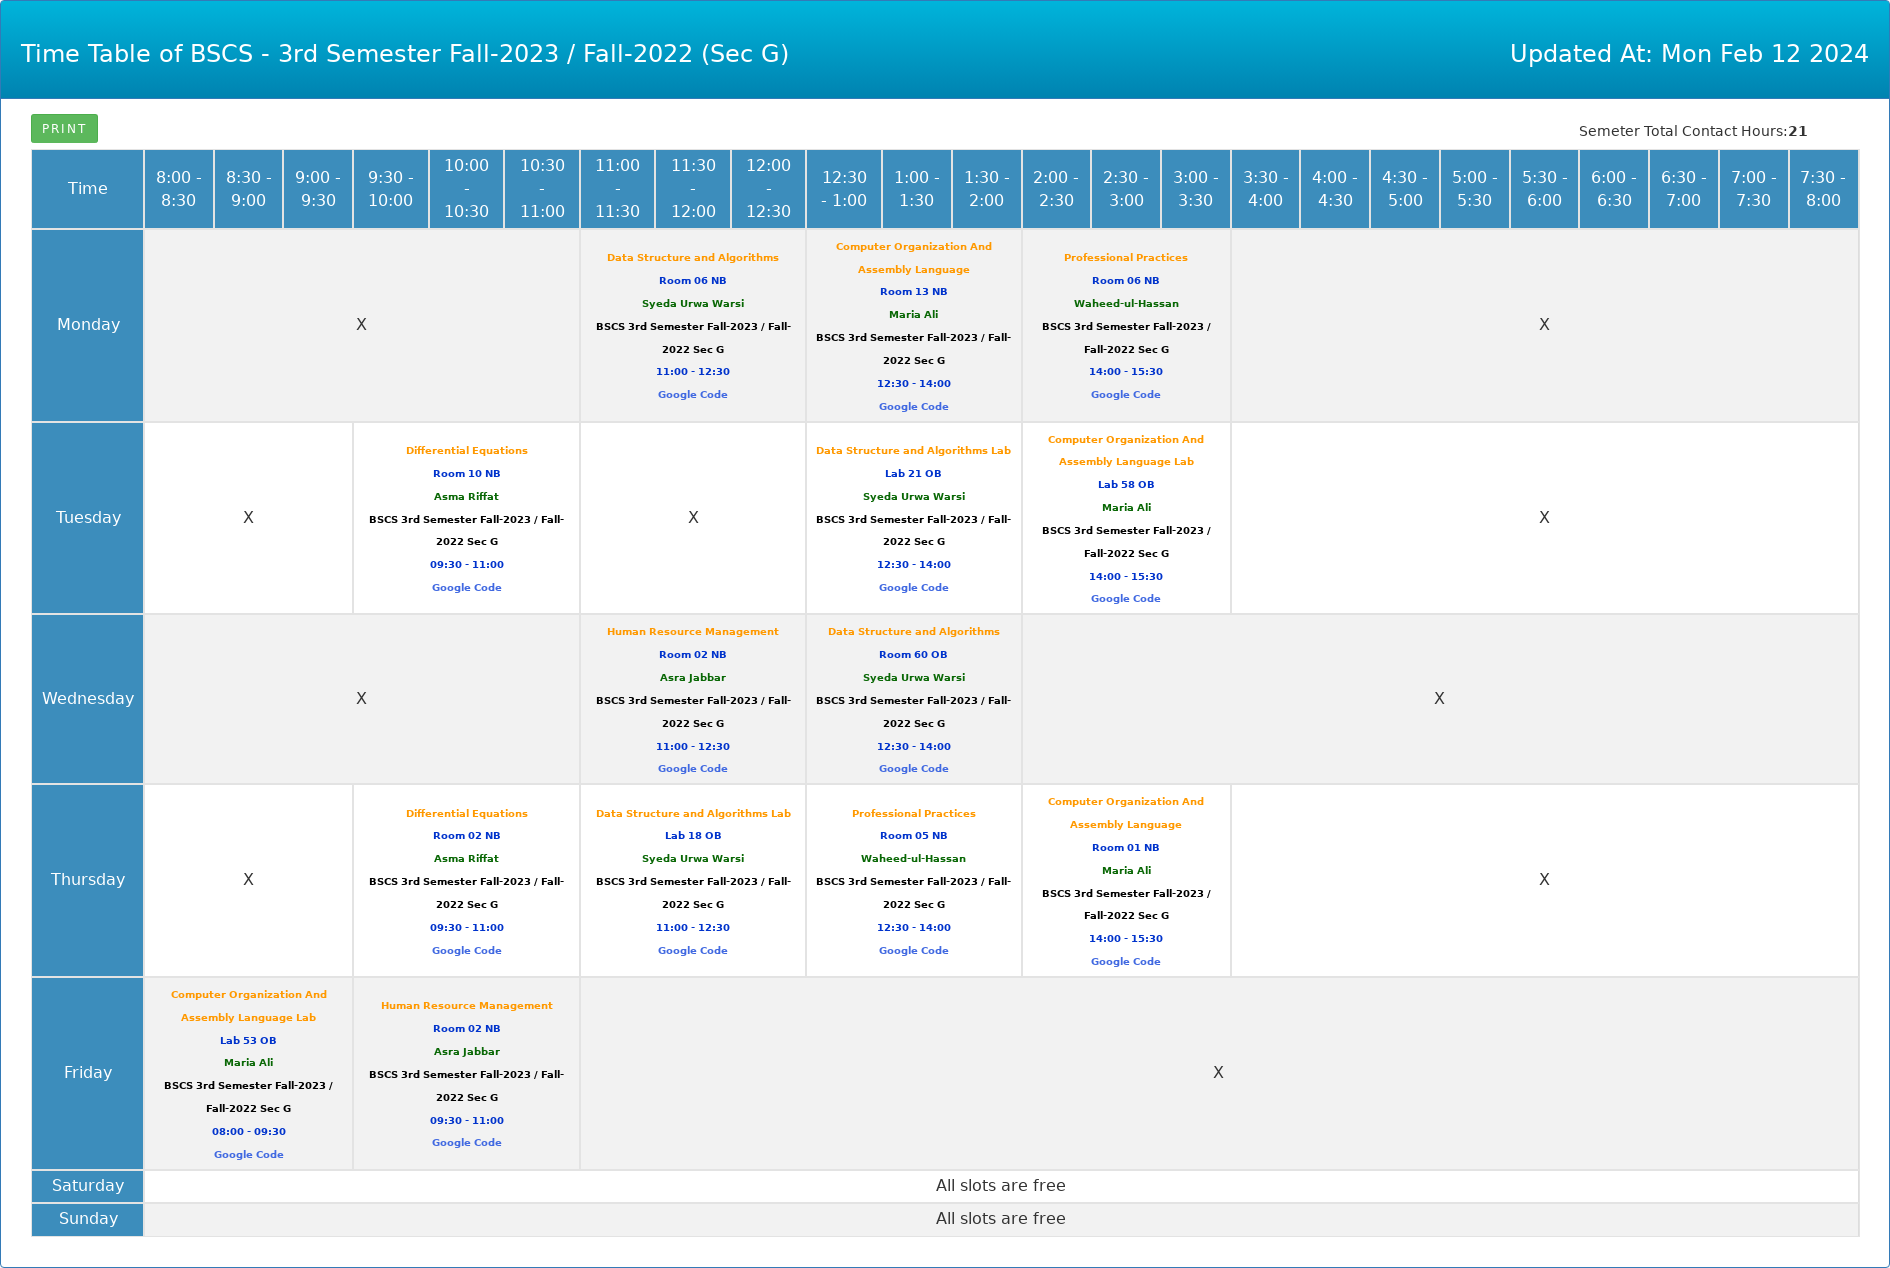 Time Table of BSCS - 3rd Semester Fall-2023 / Fall-2022 (Sec G)
Updated At: Mon Feb 12 2024
PRINT
Semeter Total Contact Hours:21
Time
8:00 -
8:30
8:30 -
9:00
9:00 -
9:30
9:30 -
10:00
10:00
-
10:30
10:30
-
11:00
11:00
-
11:30
11:30
-
12:00
12:00
-
12:30
12:30
- 1:00
1:00 -
1:30
1:30 -
2:00
2:00 -
2:30
2:30 -
3:00
3:00 -
3:30
3:30 -
4:00
4:00 -
4:30
4:30 -
5:00
5:00 -
5:30
5:30 -
6:00
6:00 -
6:30
6:30 -
7:00
7:00 -
7:30
7:30 -
8:00
Monday
X
Data Structure and Algorithms
Room 06 NB
Syeda Urwa Warsi
BSCS 3rd Semester Fall-2023 / Fall-
2022 Sec G
11:00 - 12:30
Google Code
Computer Organization And
Assembly Language
Room 13 NB
Maria Ali
BSCS 3rd Semester Fall-2023 / Fall-
2022 Sec G
12:30 - 14:00
Google Code
Professional Practices
Room 06 NB
Waheed-ul-Hassan
BSCS 3rd Semester Fall-2023 /
Fall-2022 Sec G
14:00 - 15:30
Google Code
X
Tuesday
X
Differential Equations
Room 10 NB
Asma Riffat
BSCS 3rd Semester Fall-2023 / Fall-
2022 Sec G
09:30 - 11:00
Google Code
X
Data Structure and Algorithms Lab
Lab 21 OB
Syeda Urwa Warsi
BSCS 3rd Semester Fall-2023 / Fall-
2022 Sec G
12:30 - 14:00
Google Code
Computer Organization And
Assembly Language Lab
Lab 58 OB
Maria Ali
BSCS 3rd Semester Fall-2023 /
Fall-2022 Sec G
14:00 - 15:30
Google Code
X
Wednesday
X
Human Resource Management
Room 02 NB
Asra Jabbar
BSCS 3rd Semester Fall-2023 / Fall-
2022 Sec G
11:00 - 12:30
Google Code
Data Structure and Algorithms
Room 60 OB
Syeda Urwa Warsi
BSCS 3rd Semester Fall-2023 / Fall-
2022 Sec G
12:30 - 14:00
Google Code
X
Thursday
X
Differential Equations
Room 02 NB
Asma Riffat
BSCS 3rd Semester Fall-2023 / Fall-
2022 Sec G
09:30 - 11:00
Google Code
Data Structure and Algorithms Lab
Lab 18 OB
Syeda Urwa Warsi
BSCS 3rd Semester Fall-2023 / Fall-
2022 Sec G
11:00 - 12:30
Google Code
Professional Practices
Room 05 NB
Waheed-ul-Hassan
BSCS 3rd Semester Fall-2023 / Fall-
2022 Sec G
12:30 - 14:00
Google Code
Computer Organization And
Assembly Language
Room 01 NB
Maria Ali
BSCS 3rd Semester Fall-2023 /
Fall-2022 Sec G
14:00 - 15:30
Google Code
X
Friday
Computer Organization And
Assembly Language Lab
Lab 53 OB
Maria Ali
BSCS 3rd Semester Fall-2023 /
Fall-2022 Sec G
08:00 - 09:30
Google Code
Human Resource Management
Room 02 NB
Asra Jabbar
BSCS 3rd Semester Fall-2023 / Fall-
2022 Sec G
09:30 - 11:00
Google Code
X
Saturday
All slots are free
Sunday
All slots are free